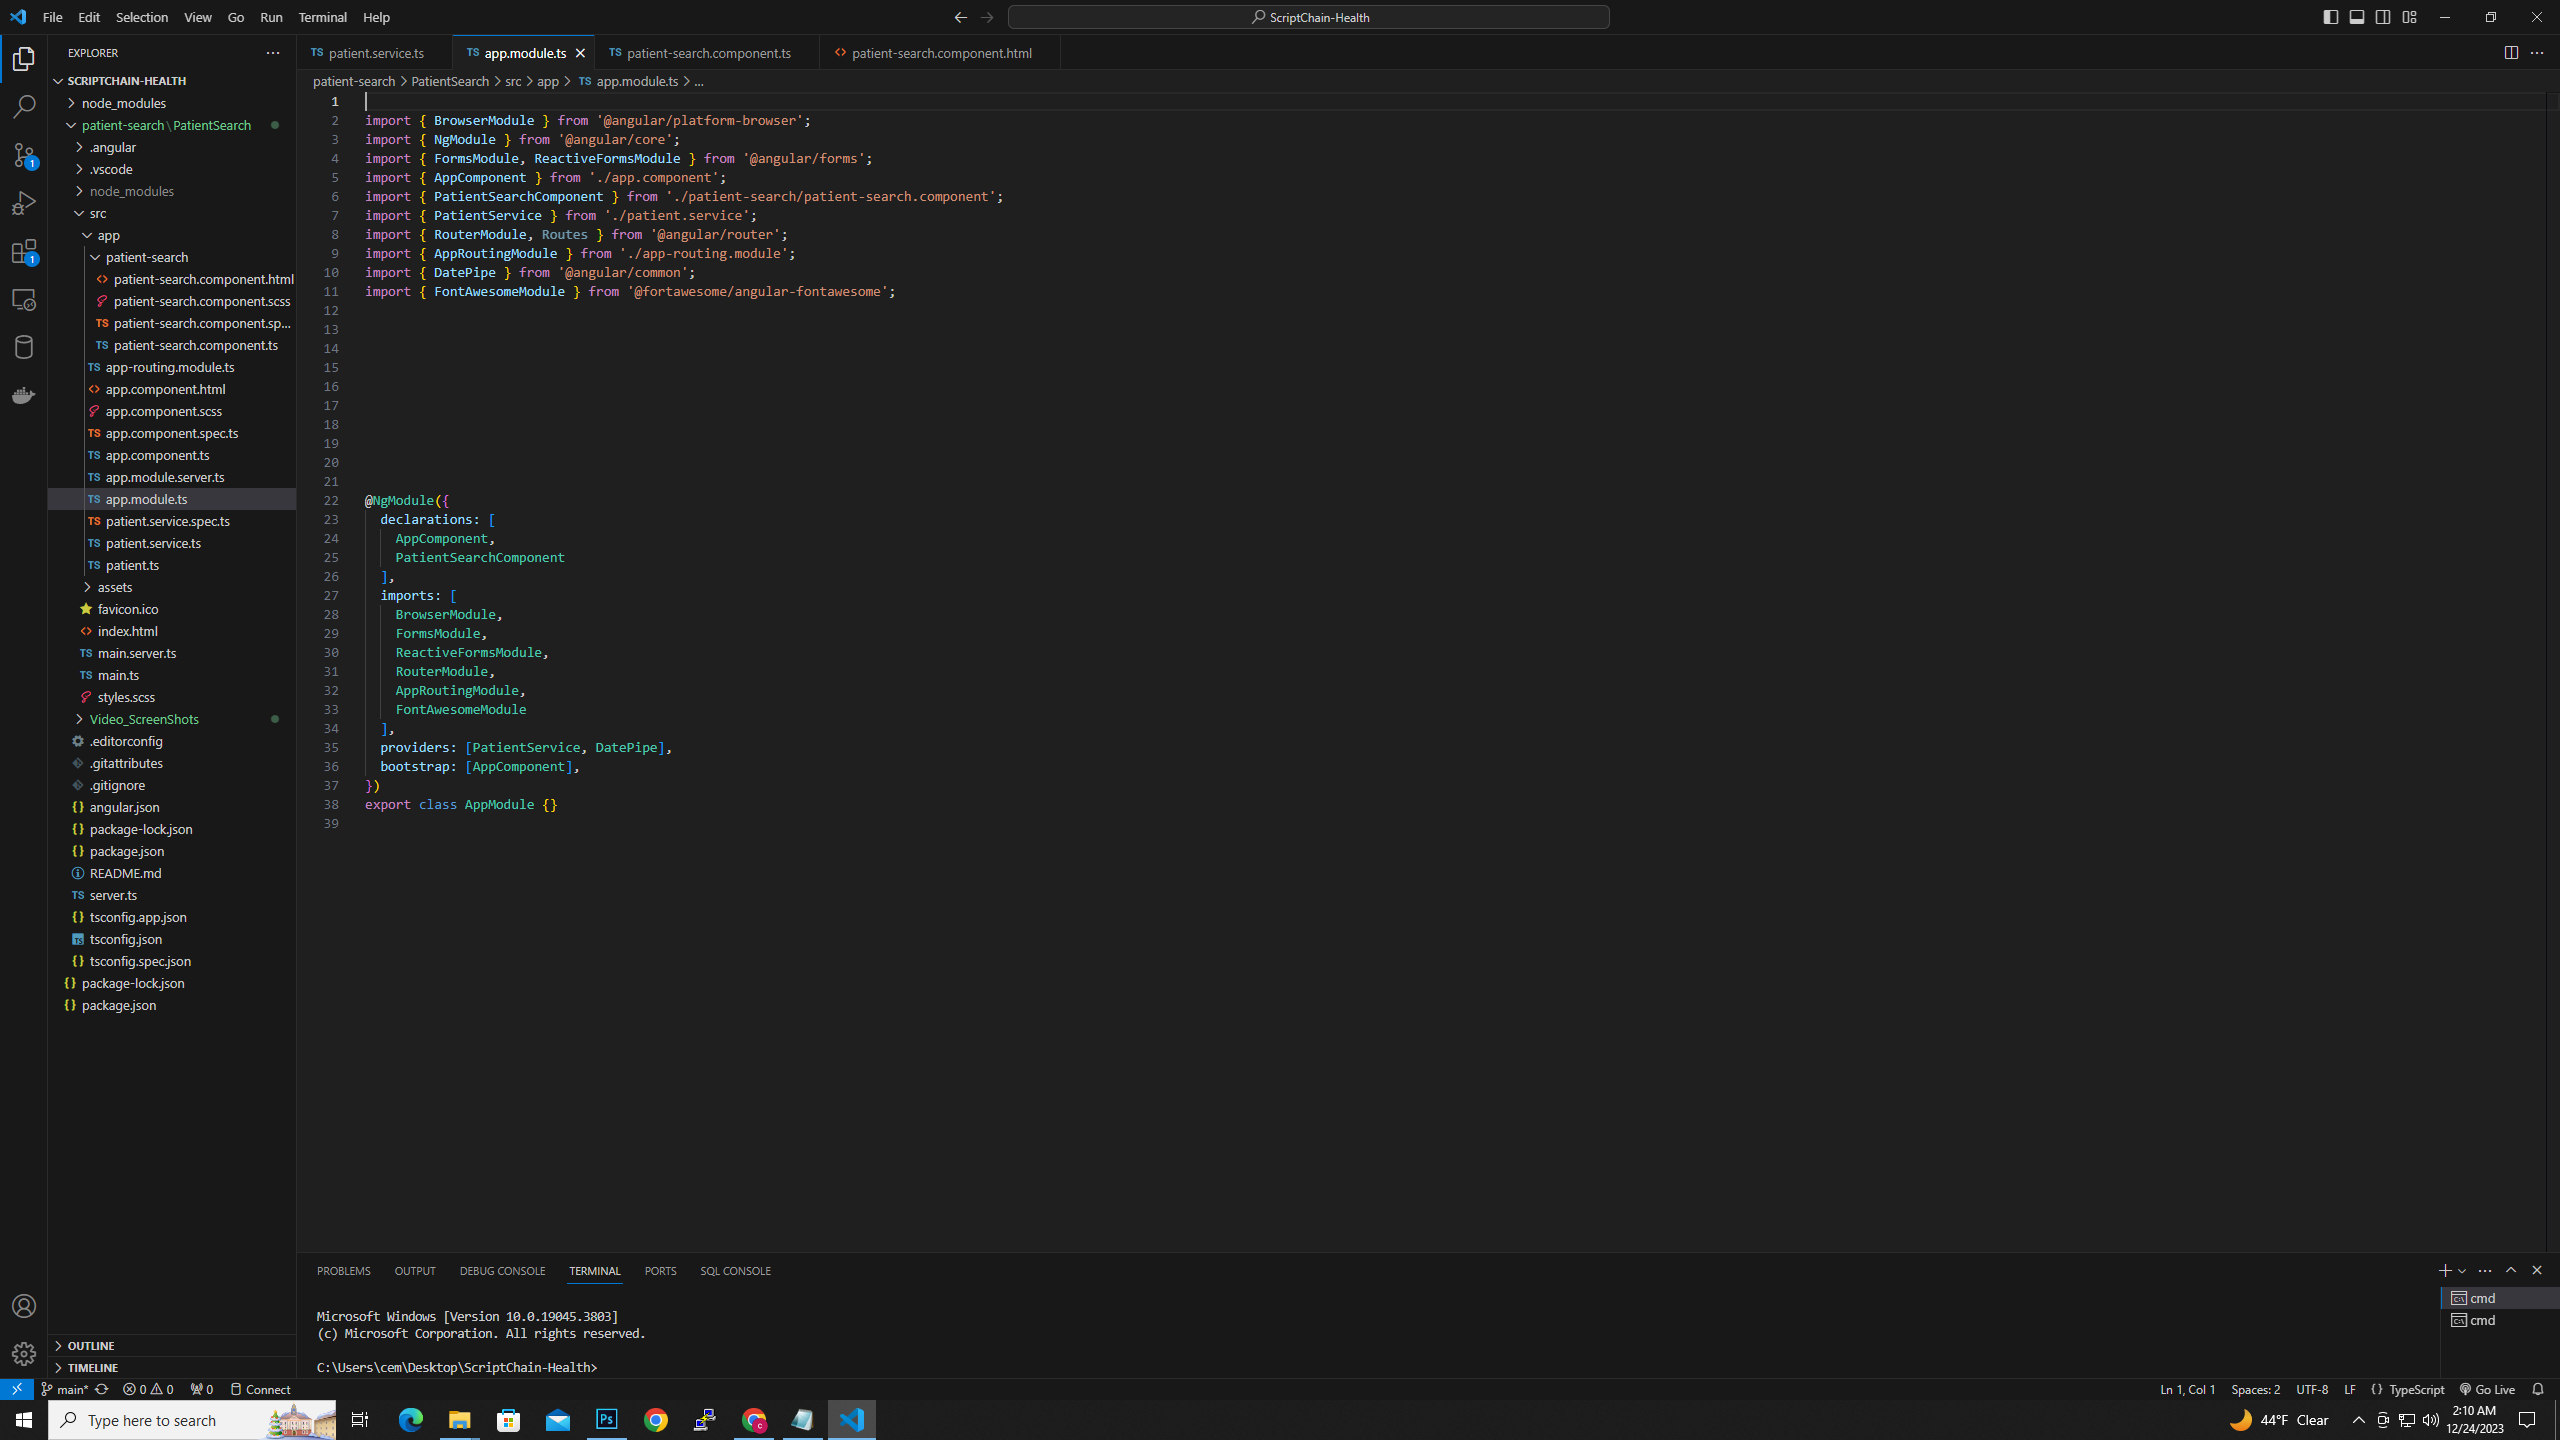 File Edit Selection View Go Run Terminal Help
ScriptChain-Health
EXPLORER
SCRIPTCHAIN-HEALTH
node_modules
patient-search\PatientSearch
.angular
.vscode
node_modules
src
app
patient-search
patient-search.component.html
patient-search.component.scss
patient-search.component.sp...
patient-search.component.ts
app-routing.module.ts
app.component.html
app.component.scss
app.component.spec.ts
app.component.ts
app.module.server.ts
app.module.ts
patient.service.spec.ts
patient.service.ts
patient.ts
assets
favicon.ico
index.html
main.server.ts
main.ts
styles.scss
Video_ScreenShots
.editorconfig
.gitattributes
.gitignore
angular.json
package-lock.json
package.json
README.md
server.ts
tsconfig.app.json
tsconfig.json
tsconfig.spec.json
package-lock.json
package.json
OUTLINE
TIMELINE
TS patient.service.ts TS app.module.ts TS patient-search.component.ts <> patient-search.component.html
patient-search > PatientSearch > src > app > TS app.module.ts > ...
1
2 import { BrowserModule } from '@angular/platform-browser';
3 import { NgModule } from '@angular/core';
4 import { FormsModule, ReactiveFormsModule } from '@angular/forms';
5 import { AppComponent } from './app.component';
6 import { PatientSearchComponent } from './patient-search/patient-search.component';
7 import { PatientService } from './patient.service';
8 import { RouterModule, Routes } from '@angular/router';
9 import { AppRoutingModule } from './app-routing.module';
10 import { DatePipe } from '@angular/common';
11 import { FontAwesomeModule } from '@fortawesome/angular-fontawesome';
12
13
14
15
16
17
18
19
20
21
22 @NgModule({
23 declarations: [
24 AppComponent,
25 PatientSearchComponent
26 ],
27 imports: [
28 BrowserModule,
29 FormsModule,
30 ReactiveFormsModule,
31 RouterModule,
32 AppRoutingModule,
33 FontAwesomeModule
34 ],
35 providers: [PatientService, DatePipe],
36 bootstrap: [AppComponent],
37 })
38 export class AppModule {}
39
PROBLEMS OUTPUT DEBUG CONSOLE TERMINAL PORTS SQL CONSOLE
Microsoft Windows [Version 10.0.19045.3803]
(c) Microsoft Corporation. All rights reserved.
C:\Users\cem\Desktop\ScriptChain-Health>
cmd
cmd
main* 0 0 0 Connect
Ln 1, Col 1 Spaces: 2 UTF-8 LF {} TypeScript Go Live
Type here to search
Ps
44°F Clear
2:10 AM
12/24/2023